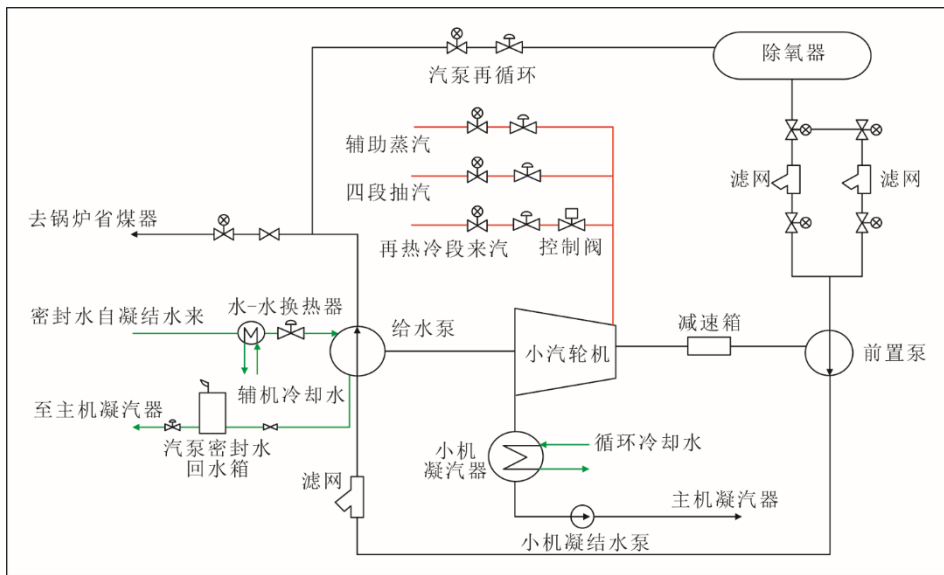 除氧器
汽泵再循环
辅助蒸汽
四段抽汽
滤网
滤网
去锅炉省煤器
再热冷段来汽
控制阀
水-水换热器
密封水自凝结水来
给水泵
减速箱
小汽轮机
前置泵
辅机冷却水
至主机凝汽器
汽泵密封水
回水箱
小机
凝汽器
循环冷却水
滤网
主机凝汽器
小机凝结水泵
M